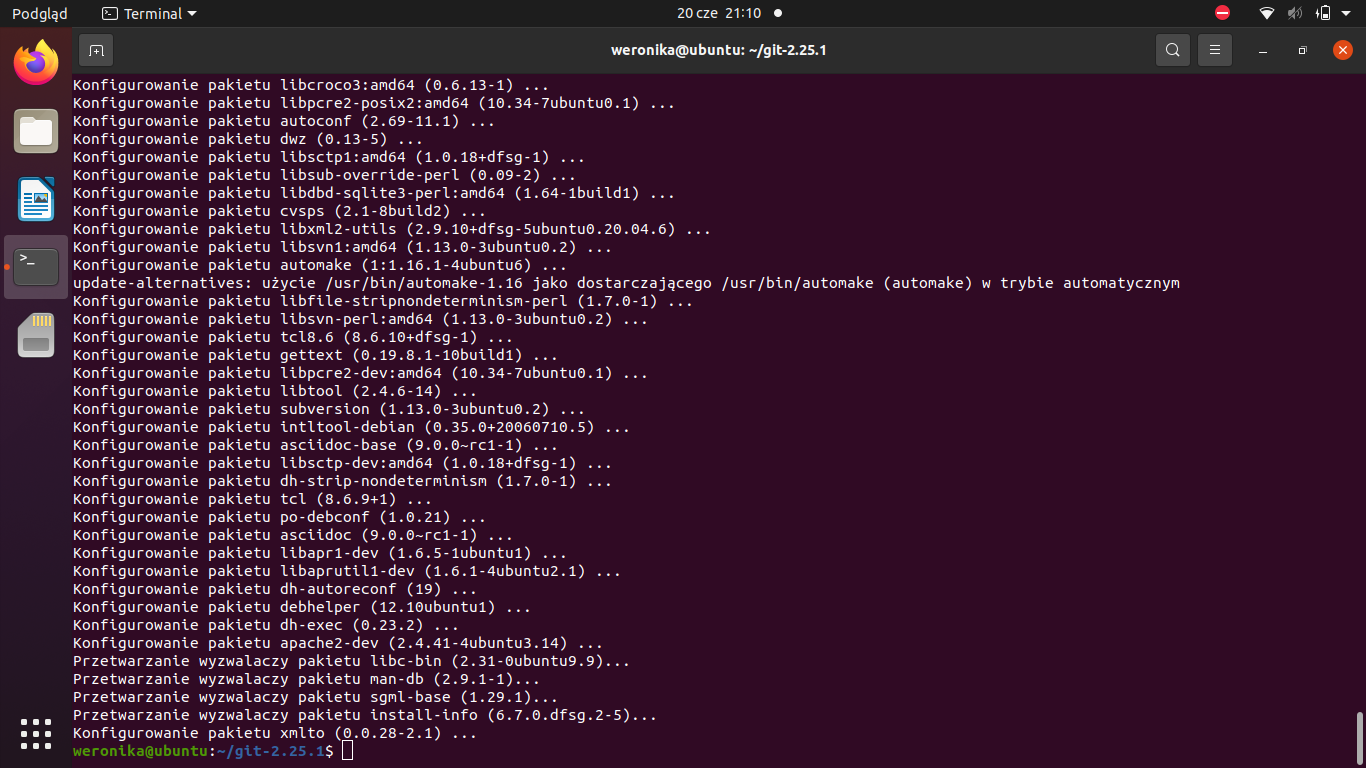 Podgląd
Terminal
20 cze 21:10
weronika@ubuntu: ~/git-2.25.1
Konfigurowanie pakietu libcroco3:amd64 (0.6.13-1) ...
Konfigurowanie pakietu libpcre2-posix2:amd64 (10.34-7ubuntu0.1) ...
Konfigurowanie pakietu autoconf (2.69-11.1) ...
Konfigurowanie pakietu dwz (0.13-5) ...
Konfigurowanie pakietu libsctp1:amd64 (1.0.18+dfsg-1) ...
Konfigurowanie pakietu libsub-override-perl (0.09-2) ...
Konfigurowanie pakietu libdbd-sqlite3-perl:amd64 (1.64-1build1) ...
Konfigurowanie pakietu cvsps (2.1-8build2) ...
Konfigurowanie pakietu libxml2-utils (2.9.10+dfsg-5ubuntu0.20.04.6) ...
Konfigurowanie pakietu libsvn1:amd64 (1.13.0-3ubuntu0.2) ...
Konfigurowanie pakietu automake (1:1.16.1-4ubuntu6) ...
update-alternatives: użycie /usr/bin/automake-1.16 jako dostarczającego /usr/bin/automake (automake) w trybie automatycznym
Konfigurowanie pakietu libfile-stripnondeterminism-perl (1.7.0-1) ...
Konfigurowanie pakietu libsvn-perl:amd64 (1.13.0-3ubuntu0.2) ...
Konfigurowanie pakietu tcl8.6 (8.6.10+dfsg-1) ...
Konfigurowanie pakietu gettext (0.19.8.1-10build1) ...
Konfigurowanie pakietu libpcre2-dev:amd64 (10.34-7ubuntu0.1) ...
Konfigurowanie pakietu libtool (2.4.6-14) ...
Konfigurowanie pakietu subversion (1.13.0-3ubuntu0.2) ...
Konfigurowanie pakietu intltool-debian (0.35.0+20060710.5) ...
Konfigurowanie pakietu asciidoc-base (9.0.0~rc1-1) ...
Konfigurowanie pakietu libsctp-dev:amd64 (1.0.18+dfsg-1) ...
Konfigurowanie pakietu dh-strip-nondeterminism (1.7.0-1) ...
Konfigurowanie pakietu tcl (8.6.9+1) ...
Konfigurowanie pakietu po-debconf (1.0.21) ...
Konfigurowanie pakietu asciidoc (9.0.0~rc1-1) ...
Konfigurowanie pakietu libapr1-dev (1.6.5-1ubuntu1) ...
Konfigurowanie pakietu libaprutil1-dev (1.6.1-4ubuntu2.1) ...
Konfigurowanie pakietu dh-autoreconf (19) ...
Konfigurowanie pakietu debhelper (12.10ubuntu1) ...
Konfigurowanie pakietu dh-exec (0.23.2) ...
Konfigurowanie pakietu apache2-dev (2.4.41-4ubuntu3.14) ...
Przetwarzanie wyzwalaczy pakietu libc-bin (2.31-0ubuntu9.9)...
Przetwarzanie wyzwalaczy pakietu man-db (2.9.1-1)...
Przetwarzanie wyzwalaczy pakietu sgml-base (1.29.1)...
Przetwarzanie wyzwalaczy pakietu install-info (6.7.0.dfsg.2-5)...
Konfigurowanie pakietu xmlto (0.0.28-2.1) ...
weronika@ubuntu:~/git-2.25.1$